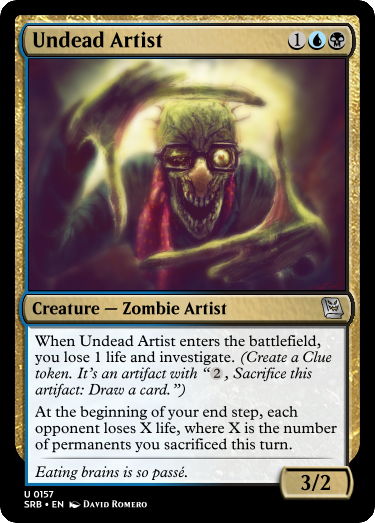 Undead Artist 1
Creature — Zombie Artist
When Undead Artist enters the battlefield,
you lose 1 life and investigate. (Create a Clue
token. It's an artifact with “2, Sacrifice this
artifact: Draw a card.”)
At the beginning of your end step, each
opponent loses X life, where X is the number
of permanents you sacrificed this turn.
Eating brains is so passé.
3/2
U 0157
SRB • EN David Romero